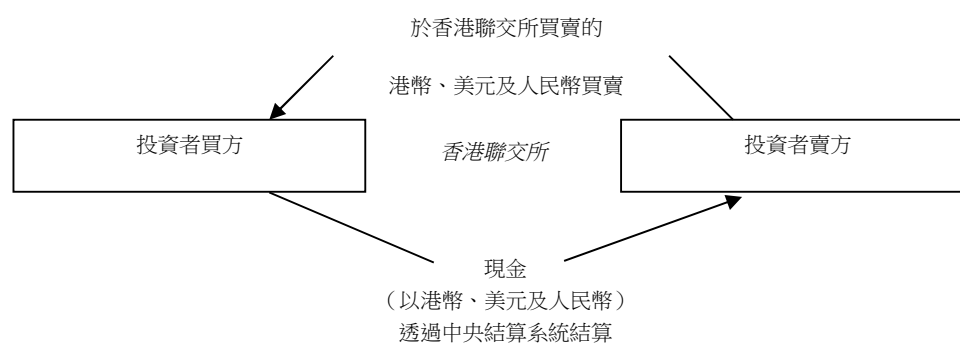 於香港聯交所買賣的
港幣、美元及人民幣買賣
投資者買方
香港聯交所
投資者賣方
現金
（以港幣、美元及人民幣）
透過中央結算系統結算